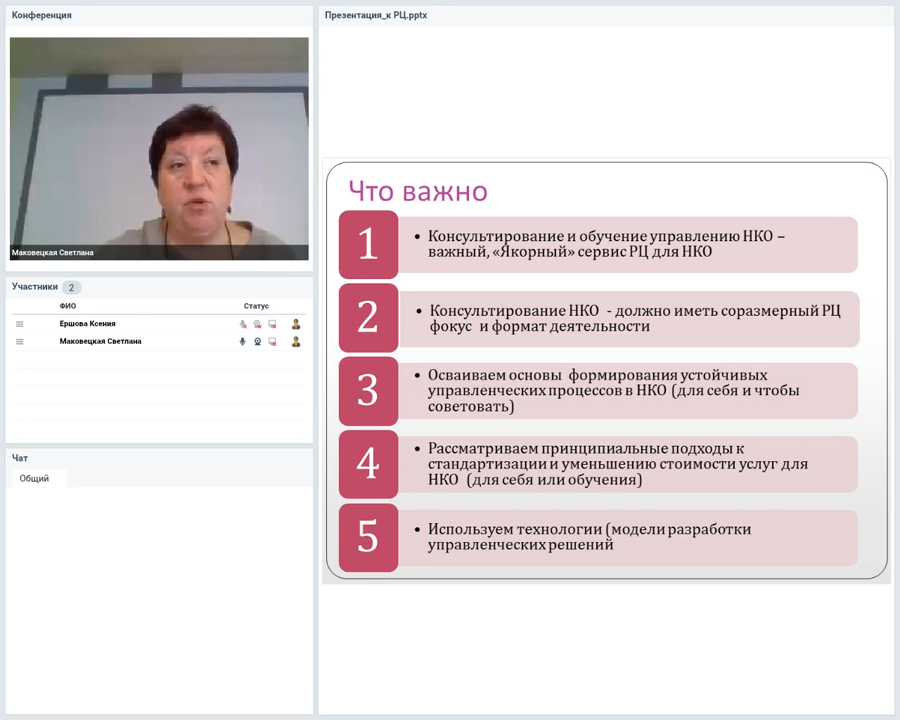 Конференция
Маковецкая Светлана
Участники 2
ФИО Статус
Ершова Ксения
Маковецкая Светлана
Чат
Общий
Презентация_к РЦ.pptx
Что важно
1
• Консультирование и обучение управлению НКО –
важный, «Якорный» сервис РЦ для НКО
2
• Консультирование НКО - должно иметь соразмерный РЦ
фокус и формат деятельности
3
• Осваиваем основы формирования устойчивых
управленческих процессов в НКО (для себя и чтобы
советовать)
4
• Рассматриваем принципиальные подходы к
стандартизации и уменьшению стоимости услуг для
НКО (для себя или обучения)
5
• Используем технологии (модели разработки
управленческих решений